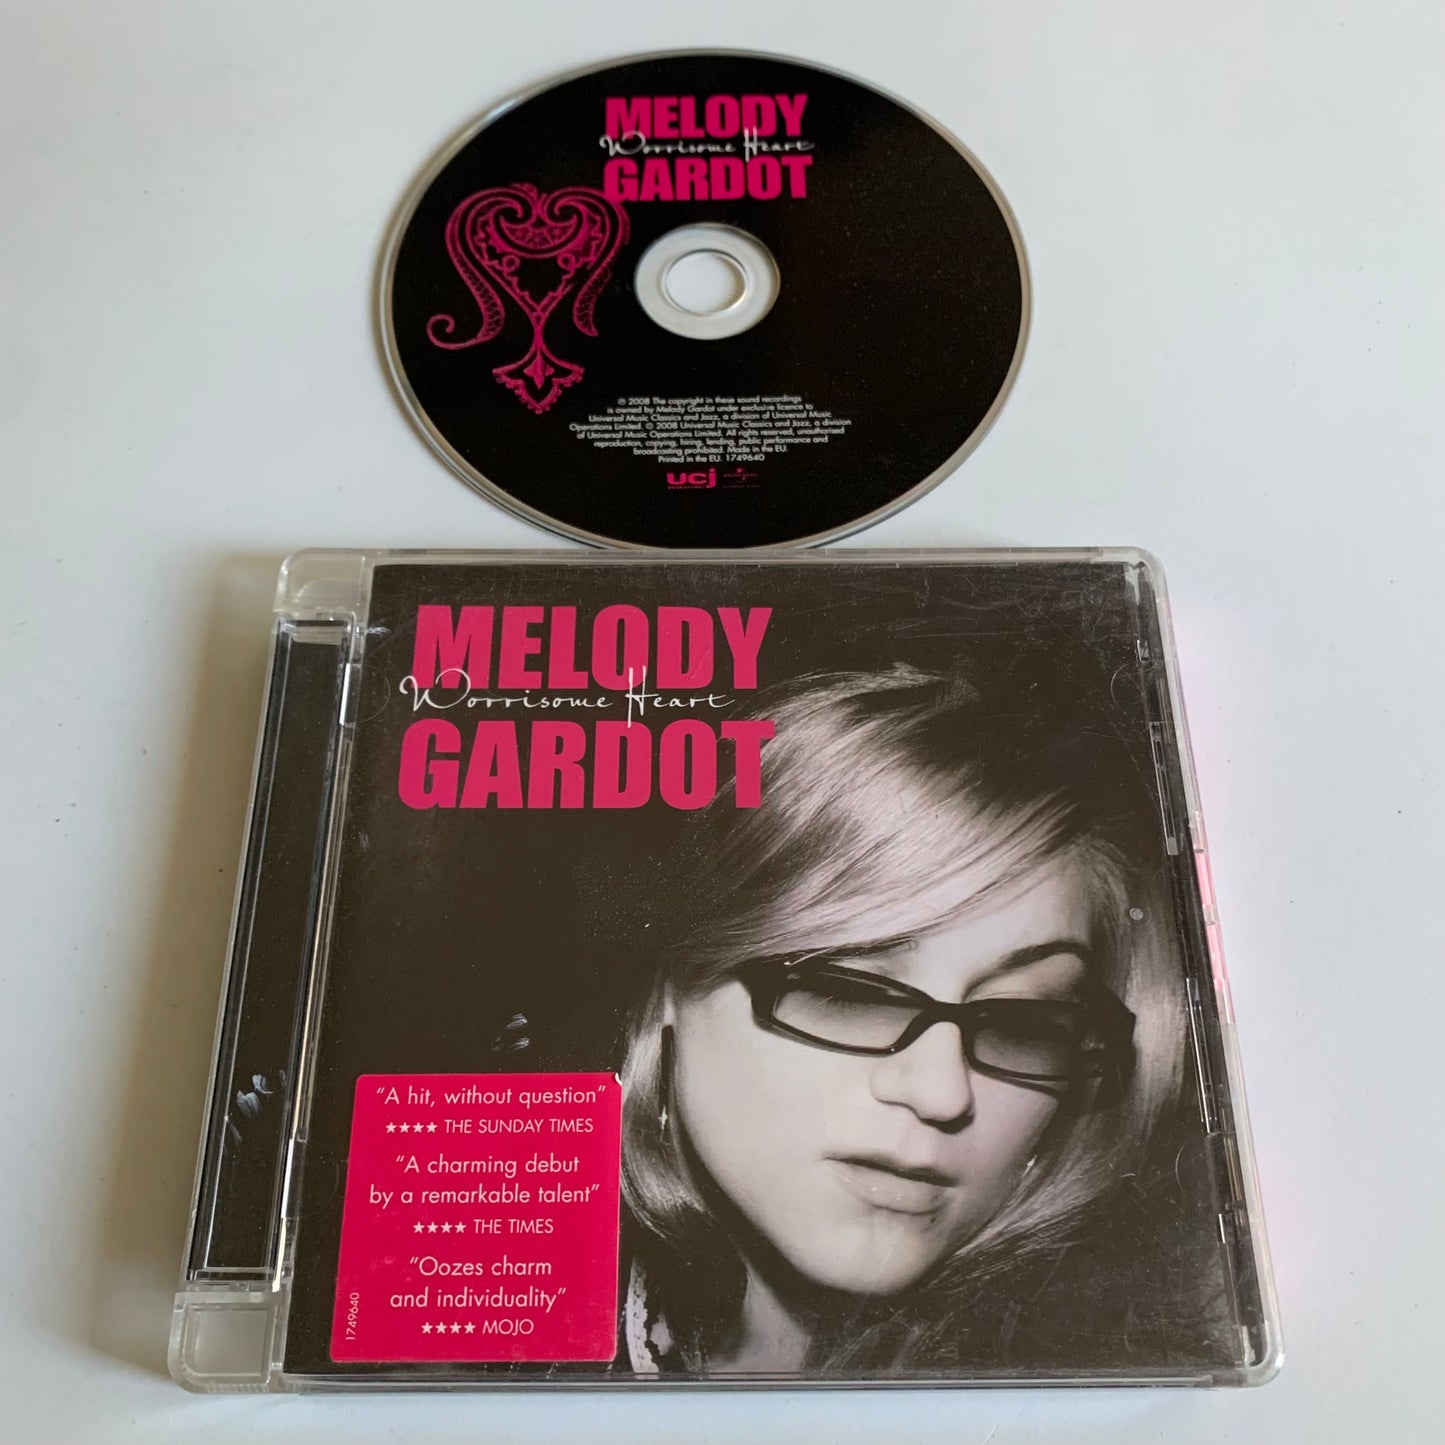 MELODY
Worrisome Heart
GARDOT
℗ 2008 The copyright in these sound recordings
is owned by Melody Gardot under exclusive licence to
Universal Music Classics and Jazz, a division of Universal Music
Operations Limited. © 2008 Universal Music Classics and Jazz, a division
of Universal Music Operations Limited. All rights reserved, unauthorised
reproduction, copying, hiring, lending, public performance and
broadcasting prohibited. Made in the EU.
Printed in the EU. 1749640
ucj
MELODY
Worrisome Heart
GARDOT
"A hit, without question"
★★★★ THE SUNDAY TIMES
"A charming debut
by a remarkable talent"
★★★★ THE TIMES
"Oozes charm
and individuality"
★★★★ MOJO
1749640